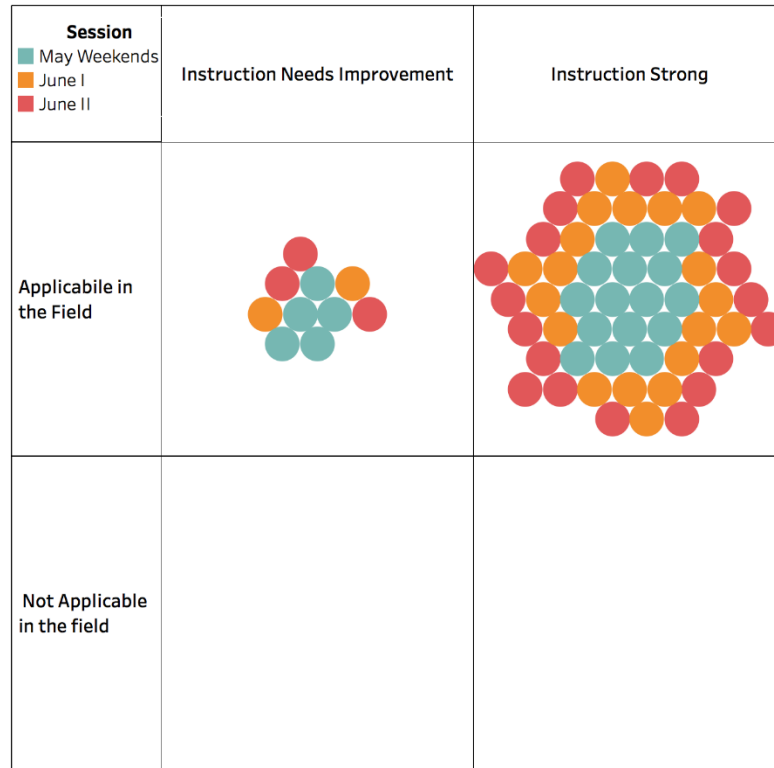 Session
May Weekends
June I
June II
Instruction Needs Improvement
Instruction Strong
Applicabile in
the Field
Not Applicable
in the field